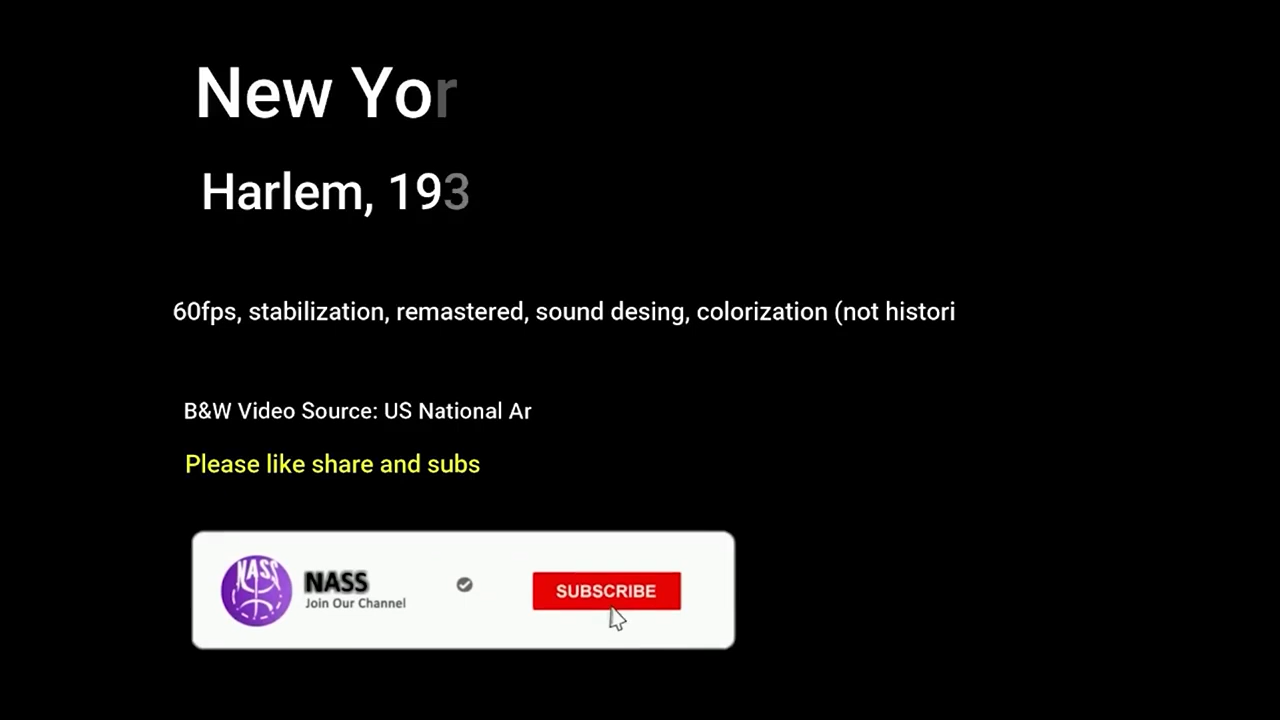 New Yor
Harlem, 193
60fps, stabilization, remastered, sound desing, colorization (not histori
B&W Video Source: US National Ar
Please like share and subs
NASS
NASS
Join Our Channel
SUBSCRIBE